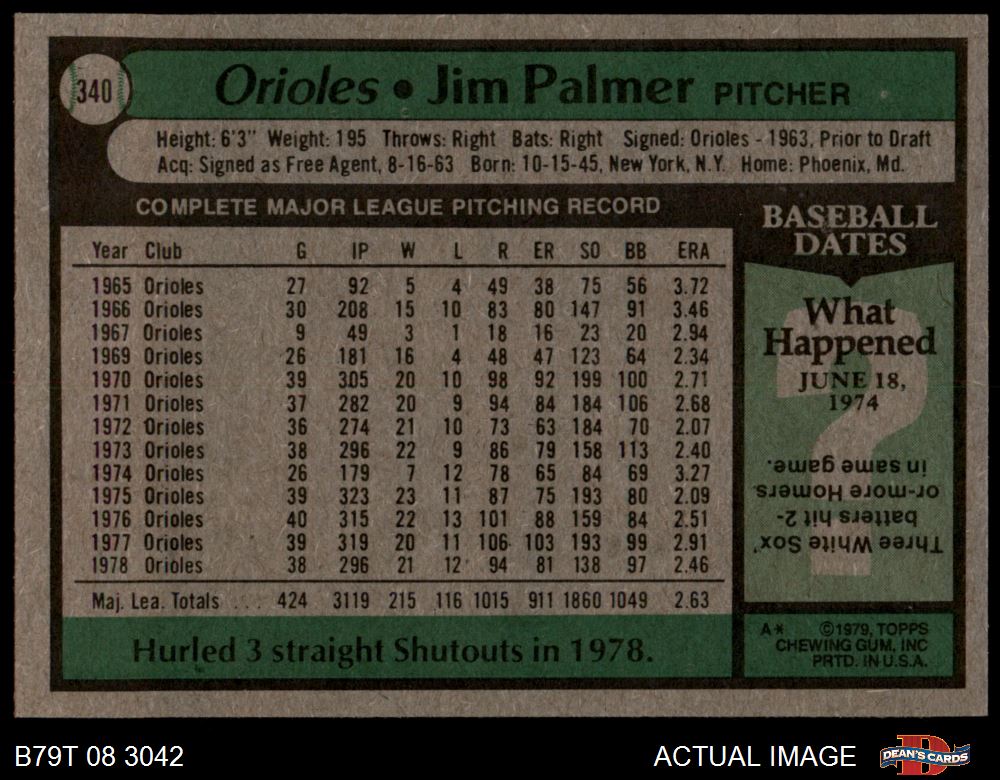 340
Orioles • Jim Palmer PITCHER
Height: 6'3" Weight: 195 Throws: Right Bats: Right Signed: Orioles - 1963, Prior to Draft
Acq: Signed as Free Agent, 8-16-63 Born: 10-15-45, New York, N.Y. Home: Phoenix, Md.
COMPLETE MAJOR LEAGUE PITCHING RECORD
Year Club G IP W L R ER SO BB ERA
1965 Orioles 27 92 5 4 49 38 75 56 3.72
1966 Orioles 30 208 15 10 83 80 147 91 3.46
1967 Orioles 9 49 3 1 18 16 23 20 2.94
1969 Orioles 26 181 16 4 48 47 123 64 2.34
1970 Orioles 39 305 20 10 98 92 199 100 2.71
1971 Orioles 37 282 20 9 94 84 184 106 2.68
1972 Orioles 36 274 21 10 73 63 184 70 2.07
1973 Orioles 38 296 22 9 86 79 158 113 2.40
1974 Orioles 26 179 7 12 78 65 84 69 3.27
1975 Orioles 39 323 23 11 87 75 193 80 2.09
1976 Orioles 40 315 22 13 101 88 159 84 2.51
1977 Orioles 39 319 20 11 106 103 193 99 2.91
1978 Orioles 38 296 21 12 94 81 138 97 2.46
Maj. Lea. Totals ... 424 3119 215 116 1015 911 1860 1049 2.63
Hurled 3 straight Shutouts in 1978.
BASEBALL
DATES
?
What
Happened
JUNE 18,
1974
Three White Sox'
batters hit 2-
or-more Homers
in same game.
A* ©1979, TOPPS
CHEWING GUM, INC
PRTD. IN U.S.A.
B79T 08 3042
ACTUAL IMAGE
D
DEAN'S CARDS